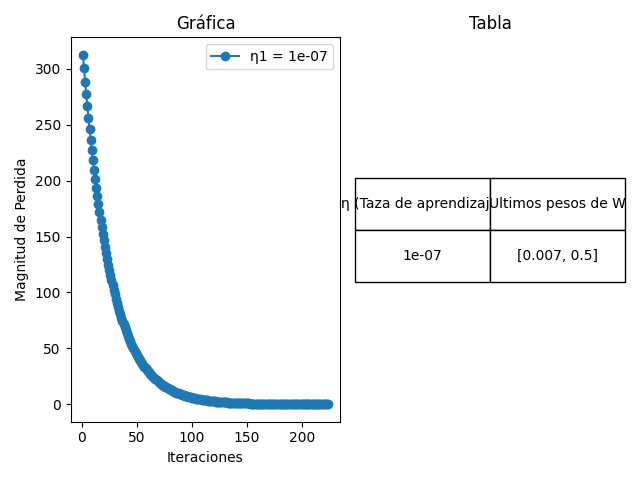 Gráfica
η1 = 1e-07
300
250
200
150
100
50
0
Magnitud de Perdida
0
50
100
150
200
Iteraciones
Tabla
η (Taza de aprendizaj
Ultimos pesos de W
1e-07
[0.007, 0.5]